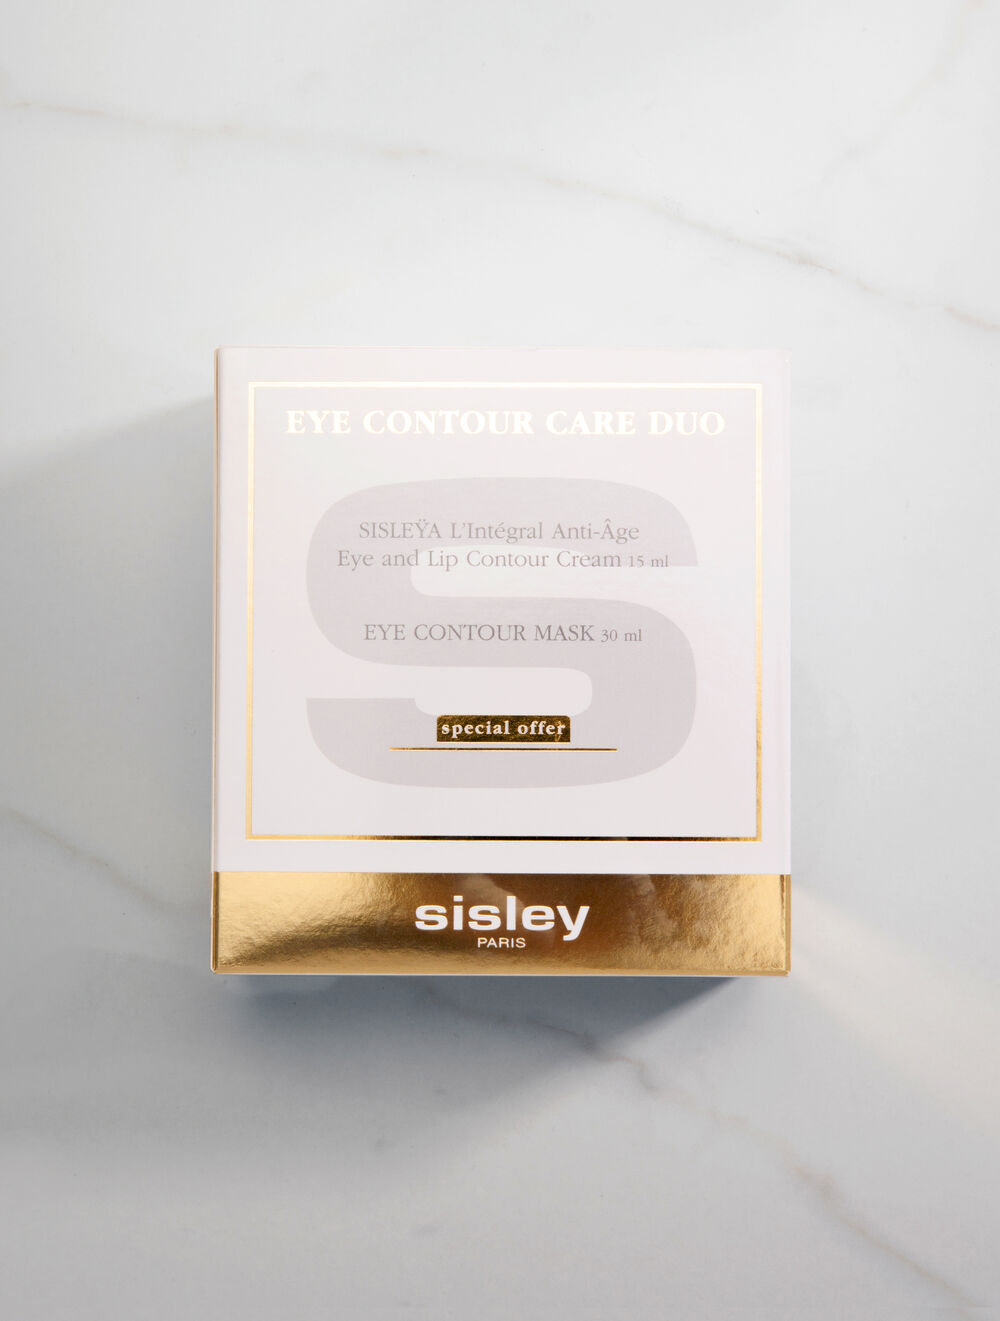 EYE CONTOUR CARE DUO
SISLEŸA L'Intégral Anti-Âge
Eye and Lip Contour Cream 15 ml
EYE CONTOUR MASK 30 ml
special offer
sisley
PARIS